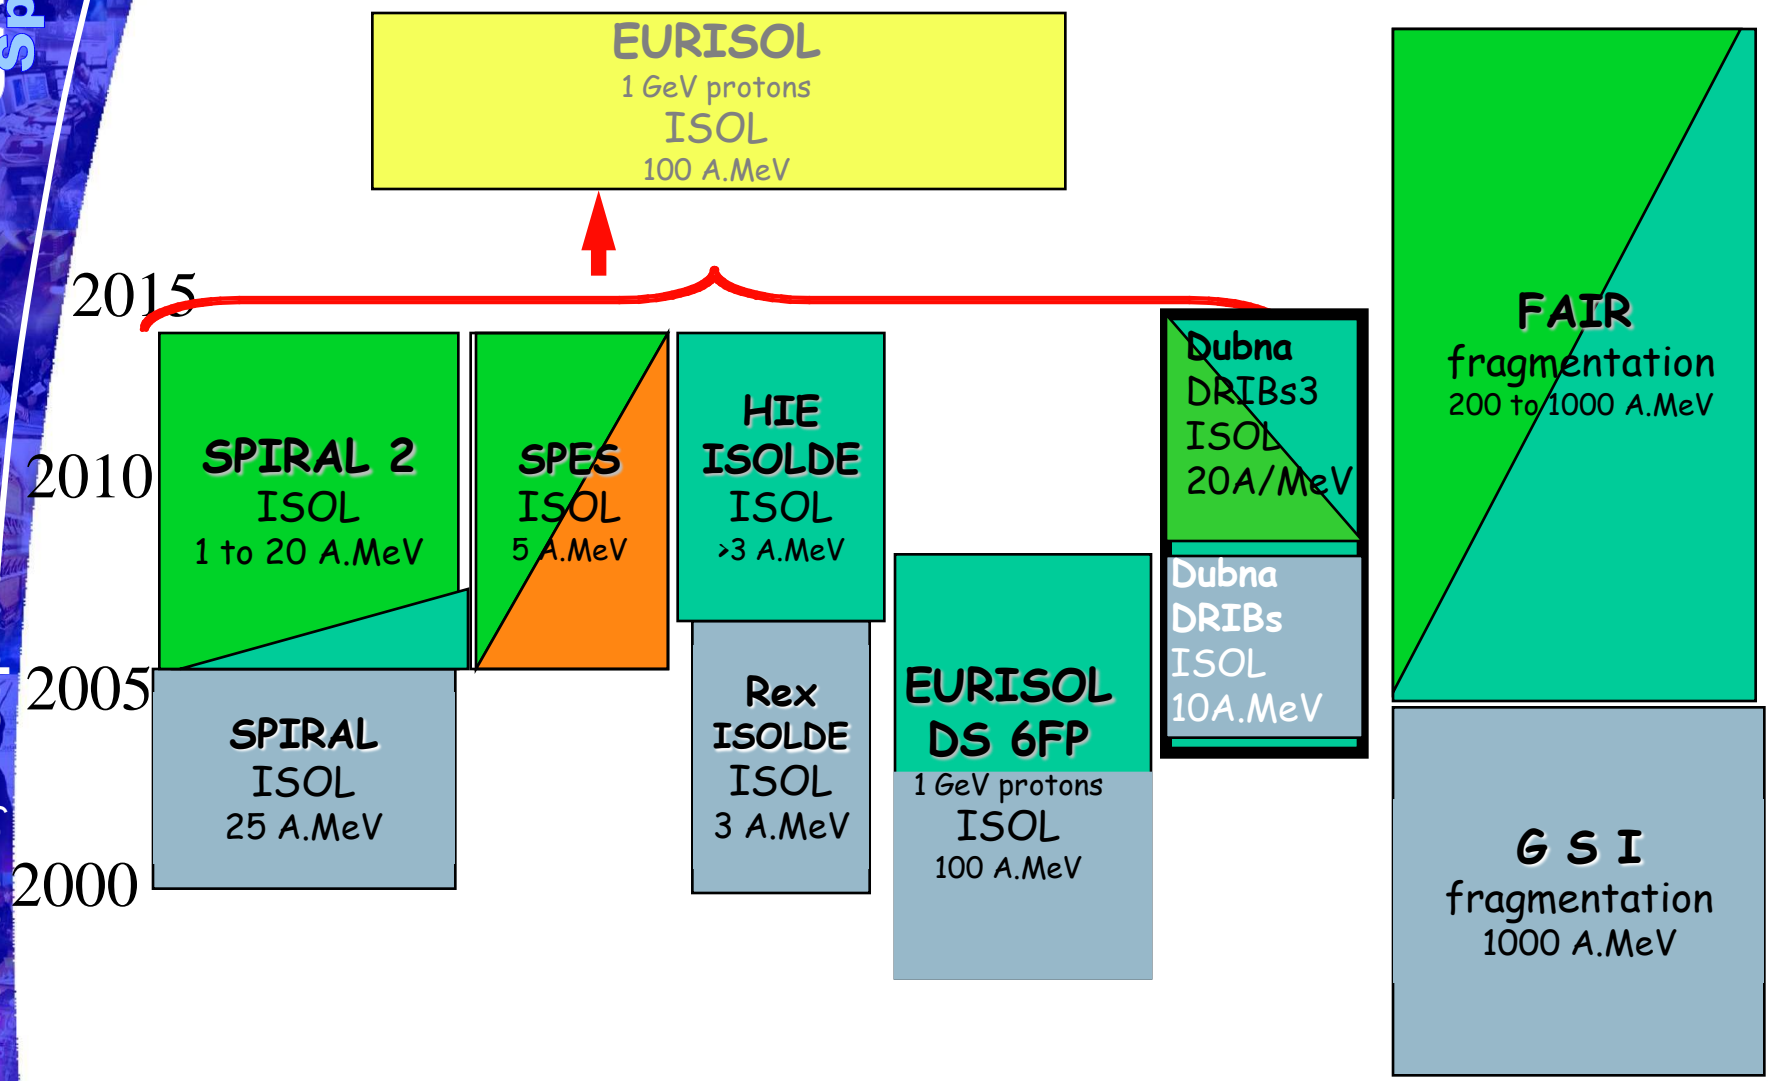 EURISOL
1 GeV protons
ISOL
100 A.MeV
2015
2010
2005
2000
SPIRAL 2
ISOL
1 to 20 A.MeV
SPIRAL
ISOL
25 A.MeV
SPES
ISOL
5 A.MeV
HIE
ISOLDE
ISOL
>3 A.MeV
Rex
ISOLDE
ISOL
3 A.MeV
EURISOL
DS 6FP
1 GeV protons
ISOL
100 A.MeV
Dubna
DRIBs3
ISOL
20A/MeV
Dubna
DRIBs
ISOL
10A.MeV
FAIR
fragmentation
200 to 1000 A.MeV
G S I
fragmentation
1000 A.MeV